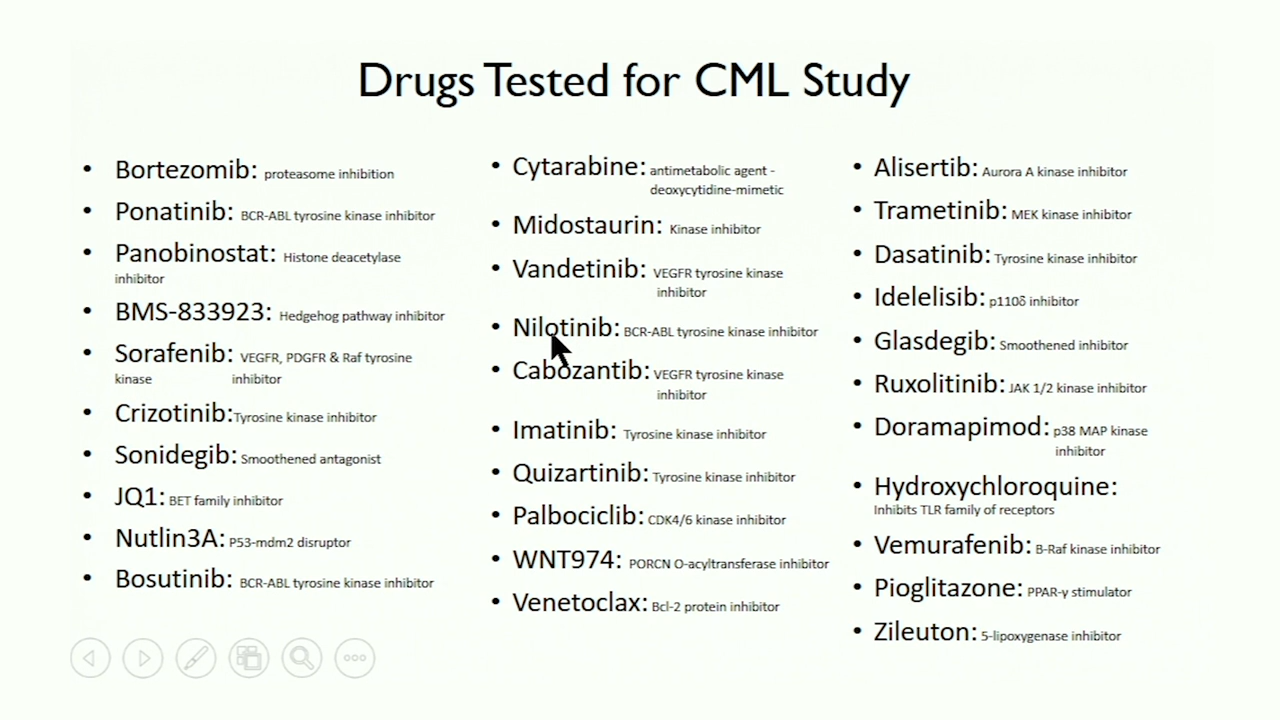 Drugs Tested for CML Study
• Bortezomib: proteasome inhibition
• Ponatinib: BCR-ABL tyrosine kinase inhibitor
• Panobinostat: Histone deacetylase
inhibitor
• BMS-833923: Hedgehog pathway inhibitor
• Sorafenib: VEGFR, PDGFR & Raf tyrosine
kinase inhibitor
• Crizotinib:Tyrosine kinase inhibitor
• Sonidegib: Smoothened antagonist
• JQ1: BET family inhibitor
• Nutlin3A: P53-mdm2 disruptor
• Bosutinib: BCR-ABL tyrosine kinase inhibitor
• Cytarabine: antimetabolic agent -
deoxycytidine-mimetic
• Midostaurin: Kinase inhibitor
• Vandetinib: VEGFR tyrosine kinase
inhibitor
• Nilotinib: BCR-ABL tyrosine kinase inhibitor
• Cabozantib: VEGFR tyrosine kinase
inhibitor
• Imatinib: Tyrosine kinase inhibitor
• Quizartinib: Tyrosine kinase inhibitor
• Palbociclib: CDK4/6 kinase inhibitor
• WNT974: PORCN O-acyltransferase inhibitor
• Venetoclax: Bcl-2 protein inhibitor
• Alisertib: Aurora A kinase inhibitor
• Trametinib: MEK kinase inhibitor
• Dasatinib: Tyrosine kinase inhibitor
• Idelelisib: p110δ inhibitor
• Glasdegib: Smoothened inhibitor
• Ruxolitinib: JAK 1/2 kinase inhibitor
• Doramapimod: p38 MAP kinase
inhibitor
• Hydroxychloroquine:
Inhibits TLR family of receptors
• Vemurafenib: B-Raf kinase inhibitor
• Pioglitazone: PPAR-γ stimulator
• Zileuton: 5-lipoxygenase inhibitor